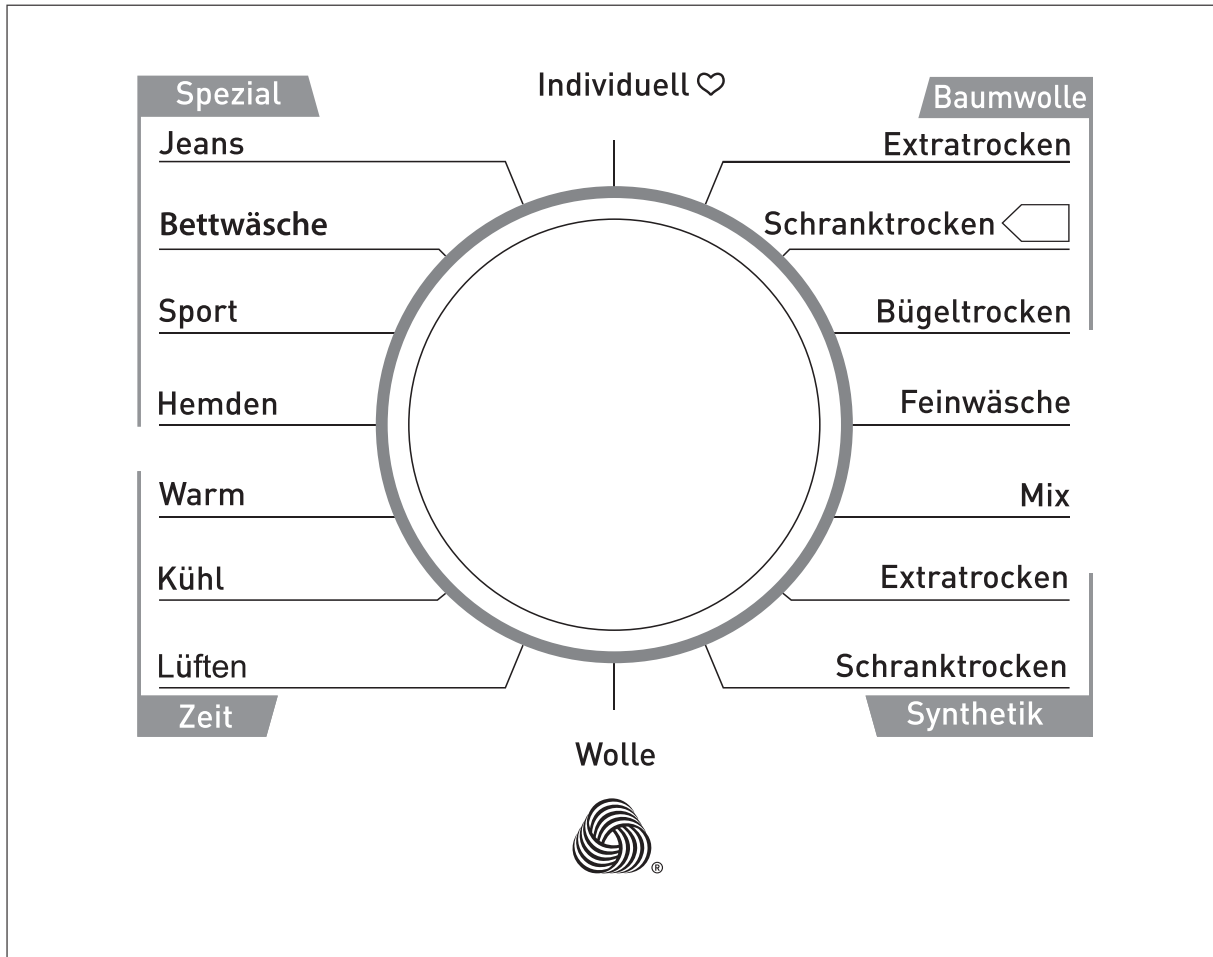 Individuell ♡
Spezial
Jeans
Bettwäsche
Sport
Hemden
Warm
Kühl
Lüften
Zeit
Baumwolle
Extratrocken
Schranktrocken
Bügeltrocken
Feinwäsche
Mix
Extratrocken
Schranktrocken
Synthetik
Wolle
®